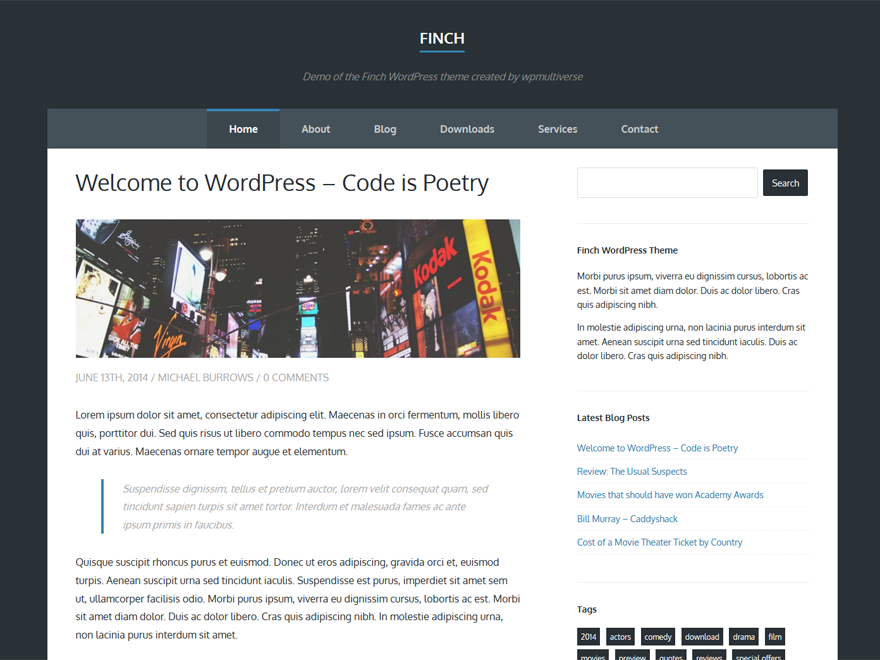 FINCH
Demo of the Finch WordPress theme created by wpmultiverse
Home About Blog Downloads Services Contact
Welcome to WordPress – Code is Poetry
Kodak
Kodak
Virgin
JUNE 13TH, 2014 / MICHAEL BURROWS / 0 COMMENTS
Lorem ipsum dolor sit amet, consectetur adipiscing elit. Maecenas in orci fermentum, mollis libero
quis, porttitor dui. Sed quis risus ut libero commodo tempus nec sed ipsum. Fusce accumsan quis
dui at varius. Maecenas ornare tempor augue et elementum.
Suspendisse dignissim, tellus et pretium auctor, lorem velit consequat quam, sed
tincidunt sapien turpis sit amet tortor. Interdum et malesuada fames ac ante
ipsum primis in faucibus.
Quisque suscipit rhoncus purus et euismod. Donec ut eros adipiscing, gravida orci et, euismod
turpis. Aenean suscipit urna sed tincidunt iaculis. Suspendisse est purus, imperdiet sit amet sem
ut, ullamcorper facilisis odio. Morbi purus ipsum, viverra eu dignissim cursus, lobortis ac est. Morbi
sit amet diam dolor. Duis ac dolor libero. Cras quis adipiscing nibh. In molestie adipiscing urna,
non lacinia purus interdum sit amet.
Search
Finch WordPress Theme
Morbi purus ipsum, viverra eu dignissim cursus, lobortis ac
est. Morbi sit amet diam dolor. Duis ac dolor libero. Cras
quis adipiscing nibh.
In molestie adipiscing urna, non lacinia purus interdum sit
amet. Aenean suscipit urna sed tincidunt iaculis. Duis ac
dolor libero. Cras quis adipiscing nibh.
Latest Blog Posts
Welcome to WordPress – Code is Poetry
Review: The Usual Suspects
Movies that should have won Academy Awards
Bill Murray – Caddyshack
Cost of a Movie Theater Ticket by Country
Tags
2014 actors comedy download drama film
movies preview quotes reviews special offers